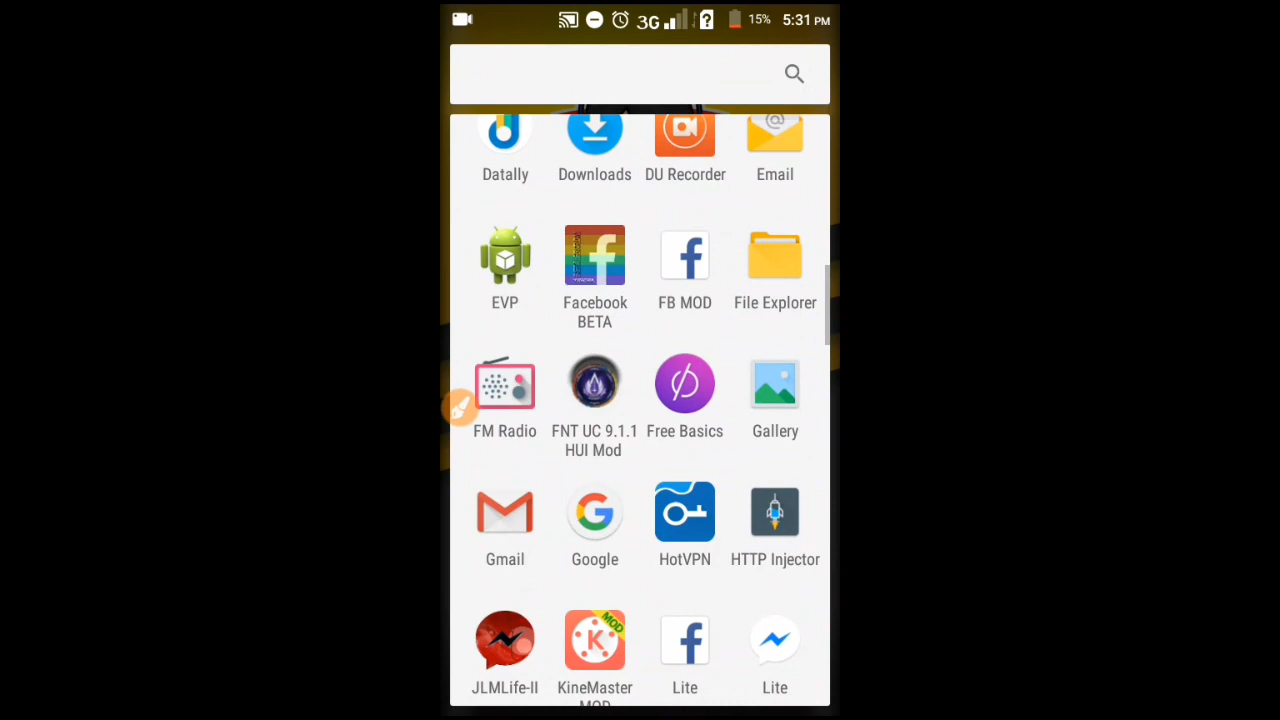 3G 15% 5:31 PM
Datally Downloads DU Recorder Email
EVP Facebook FB MOD File Explorer
BETA
FM Radio FNT UC 9.1.1 Free Basics Gallery
HUI Mod
Gmail Google HotVPN HTTP Injector
MOD
JLMLife-II KineMaster Lite Lite
MOD